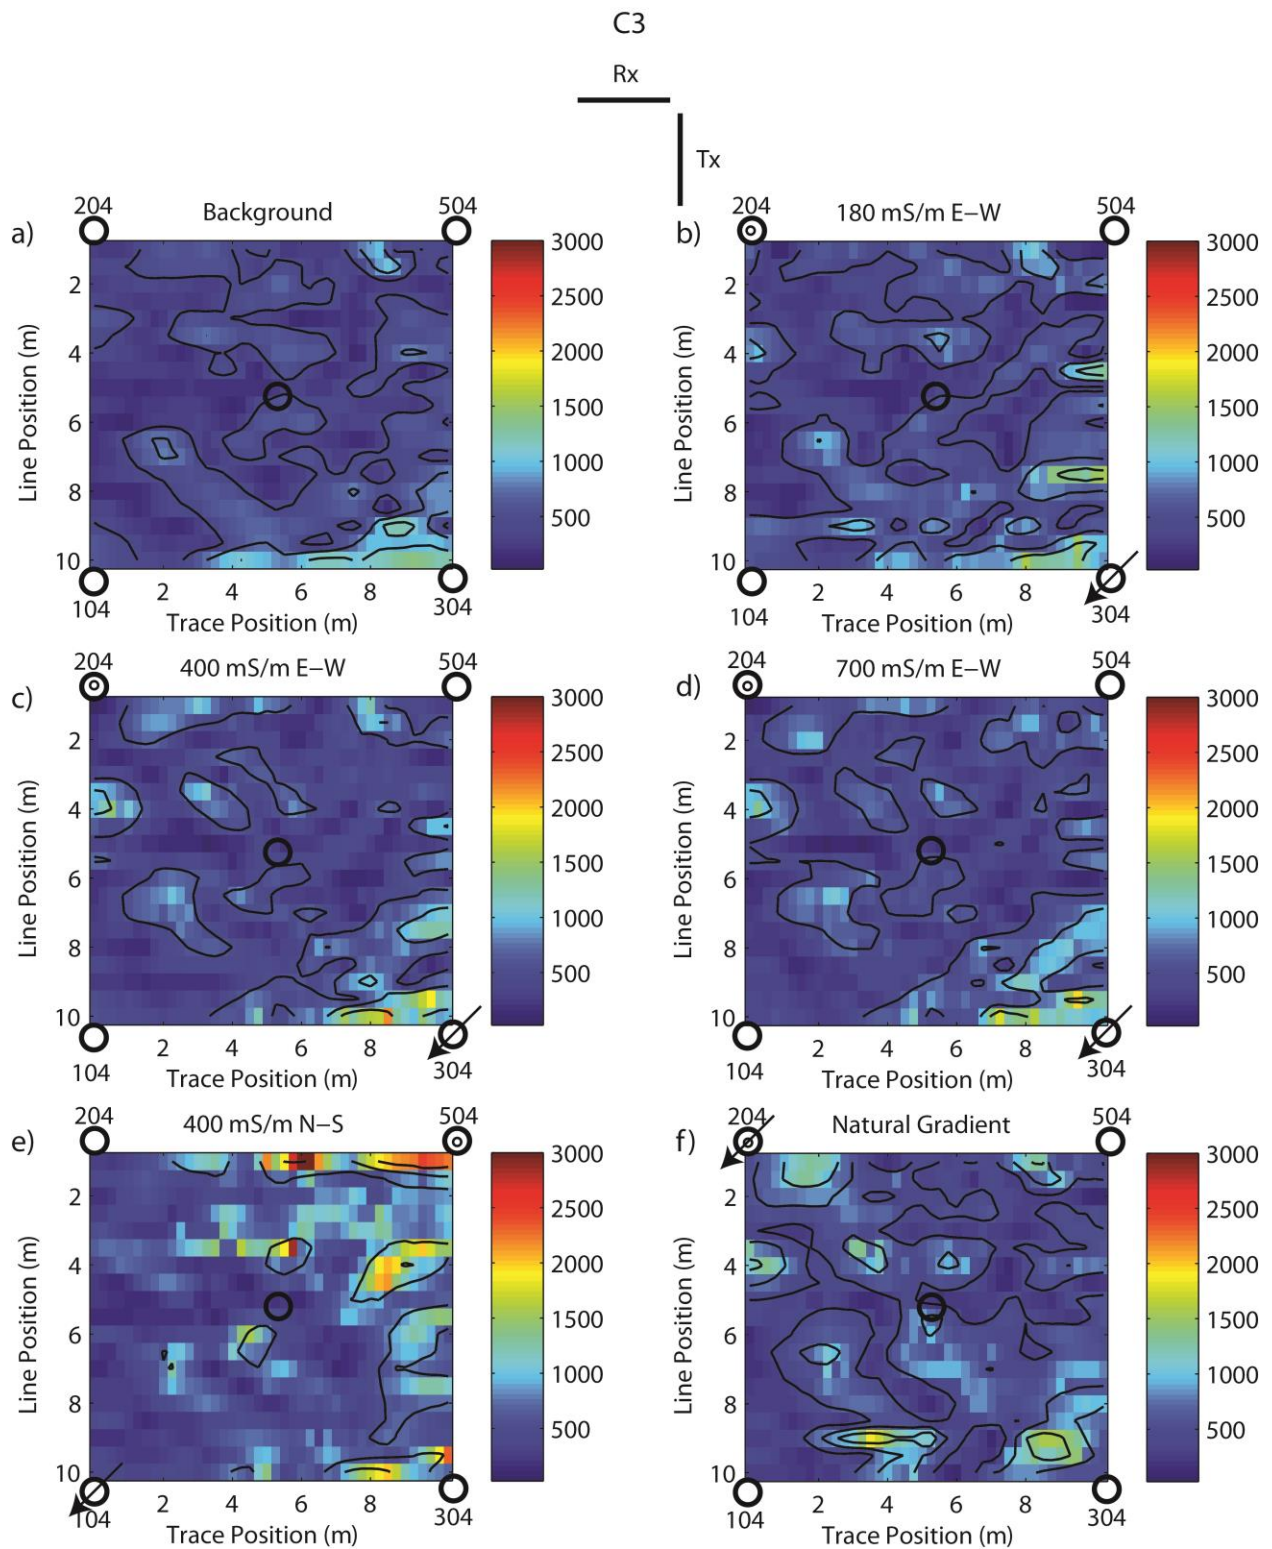 C3
Rx
Tx
a)
204
Background
504
3000
2500
2000
1500
1000
500
2
4
6
8
10
Line Position (m)
104
2 4 6 8
304
Trace Position (m)
b)
204
180 mS/m E–W
504
3000
2500
2000
1500
1000
500
2
4
6
8
10
Line Position (m)
104
2 4 6 8
304
Trace Position (m)
c)
204
400 mS/m E–W
504
3000
2500
2000
1500
1000
500
2
4
6
8
10
Line Position (m)
104
2 4 6 8
304
Trace Position (m)
d)
204
700 mS/m E–W
504
3000
2500
2000
1500
1000
500
2
4
6
8
10
Line Position (m)
104
2 4 6 8
304
Trace Position (m)
e)
204
400 mS/m N–S
504
3000
2500
2000
1500
1000
500
2
4
6
8
10
Line Position (m)
104
2 4 6 8
304
Trace Position (m)
f)
204
Natural Gradient
504
3000
2500
2000
1500
1000
500
2
4
6
8
10
Line Position (m)
104
2 4 6 8
304
Trace Position (m)